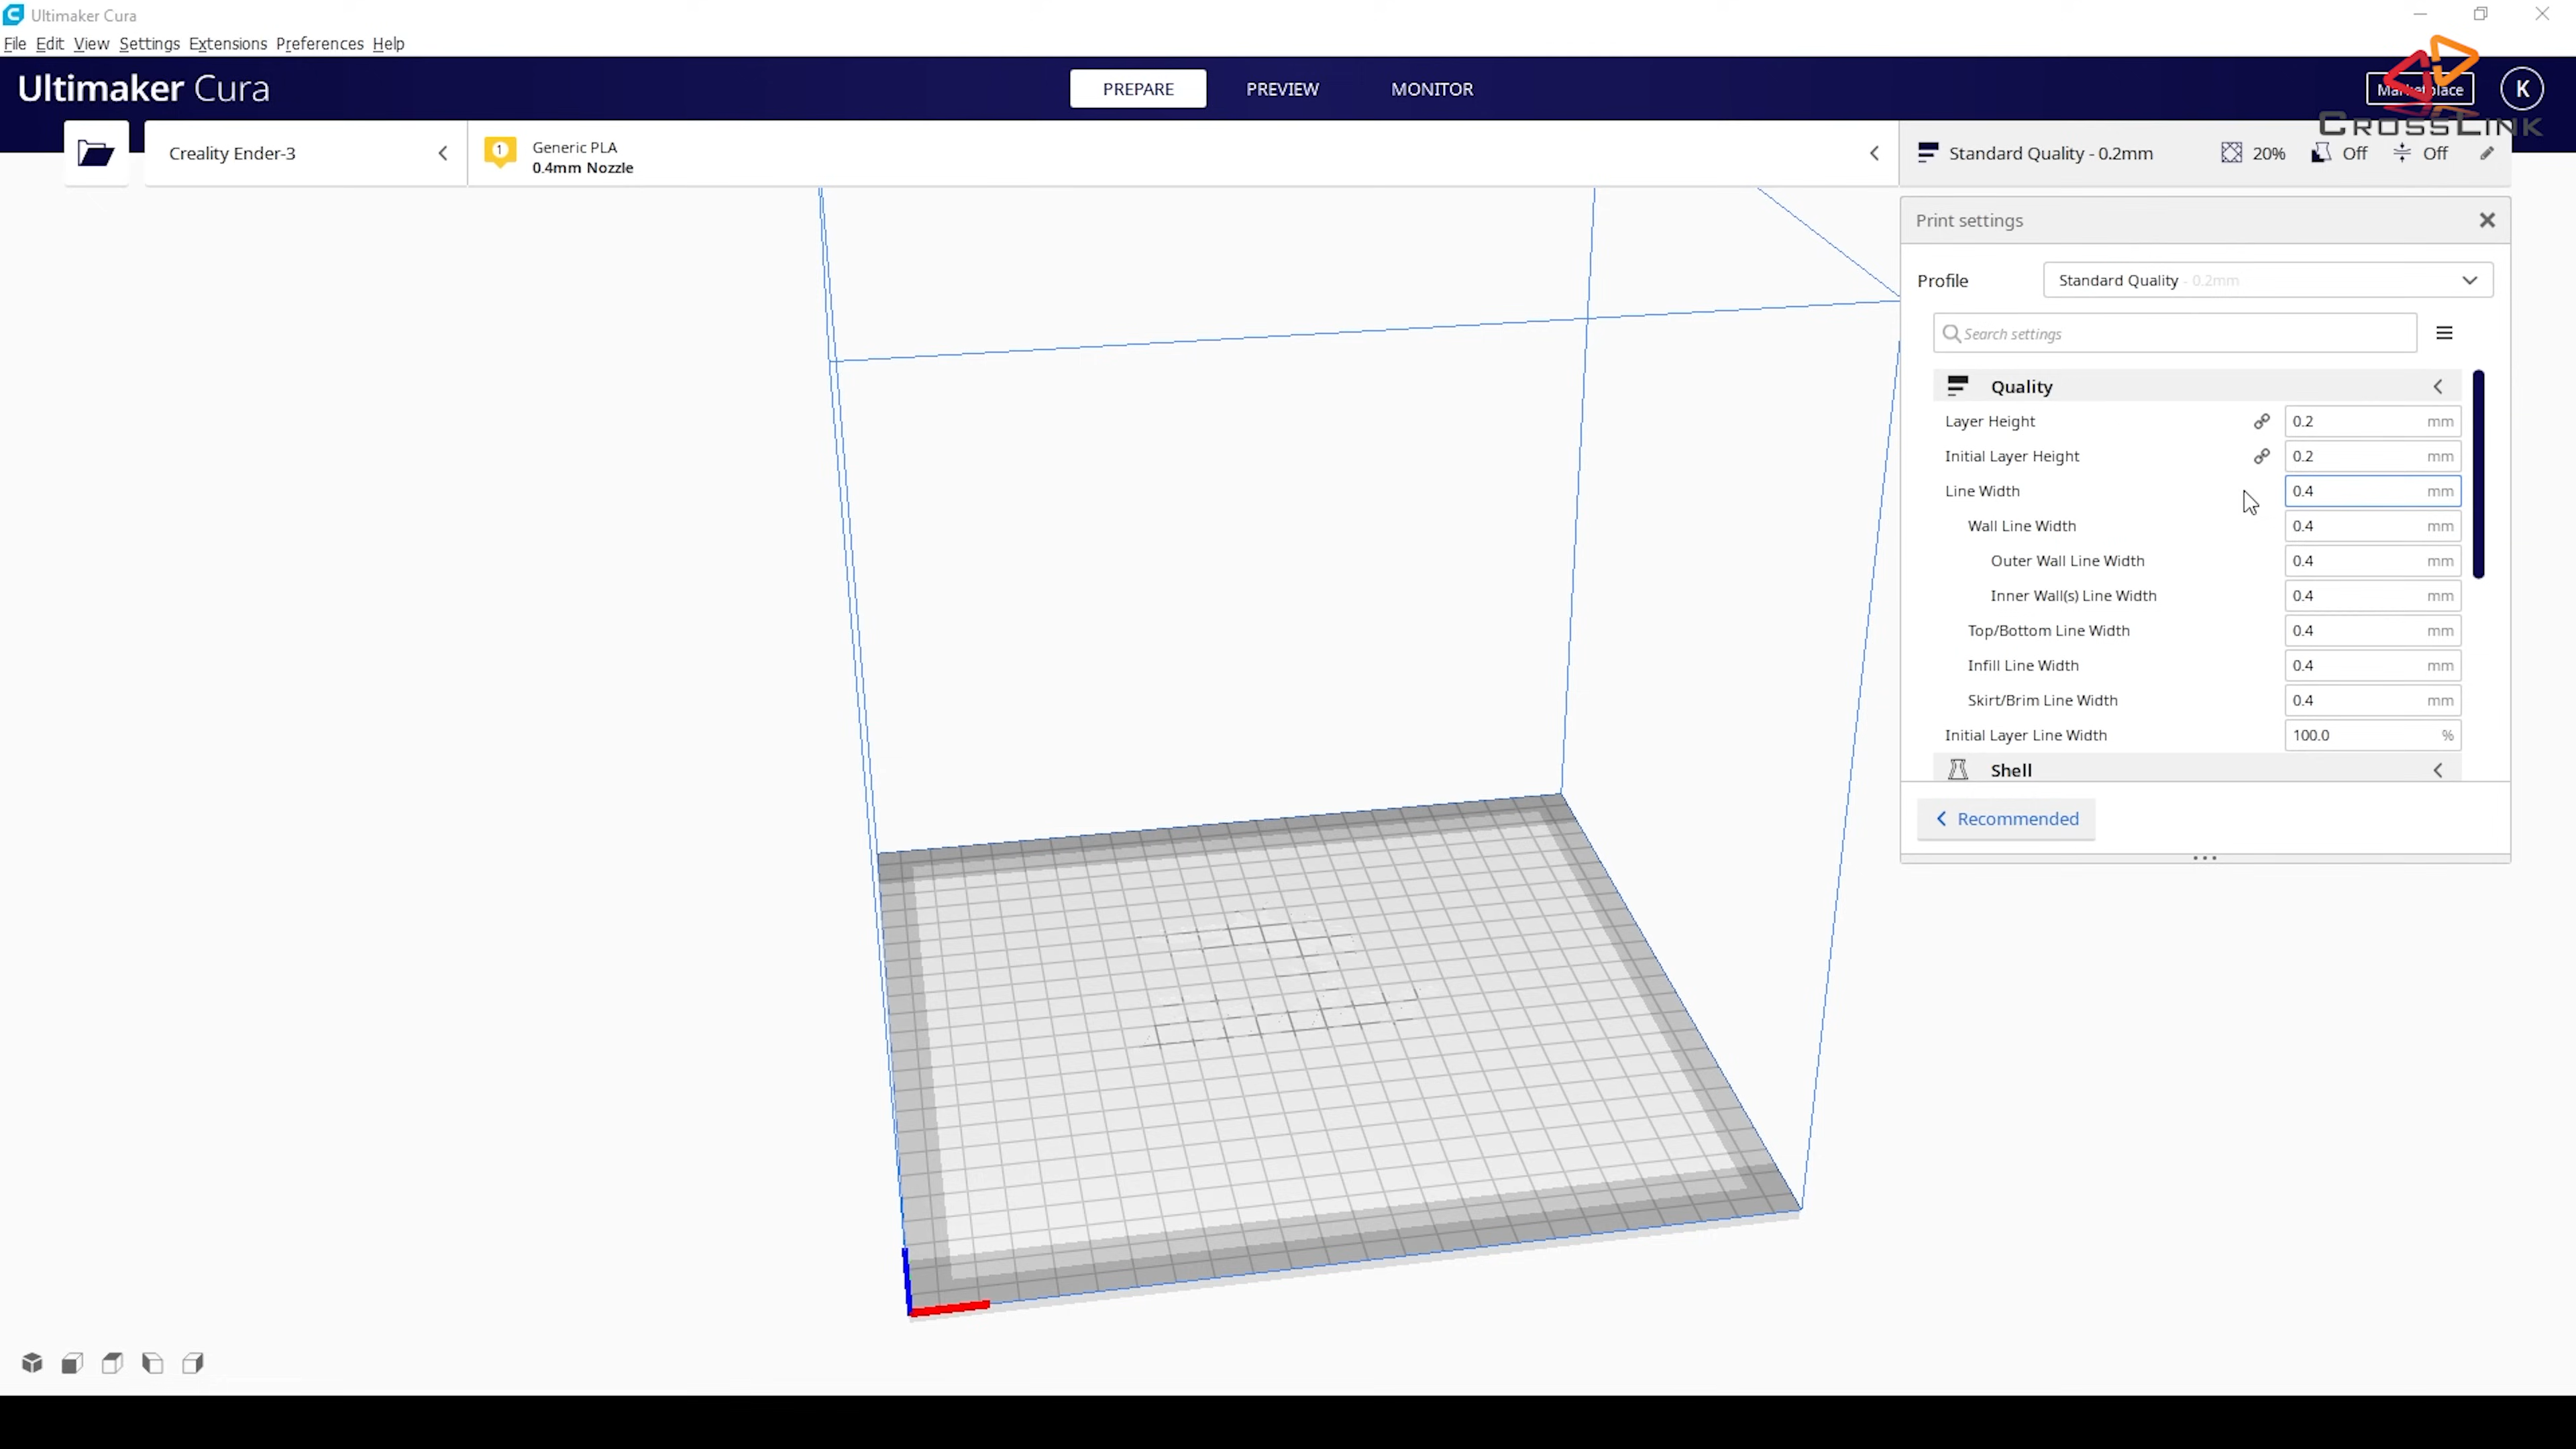 Ultimaker Cura
File Edit View Settings Extensions Preferences Help
Ultimaker Cura
PREPARE
PREVIEW
MONITOR
Marketplace
K
CROSSLINK
Creality Ender-3
1
Generic PLA
0.4mm Nozzle
Standard Quality - 0.2mm
20%
Off
Off
Print settings
Profile
Standard Quality - 0.2mm
Search settings
Quality
Layer Height 0.2 mm
Initial Layer Height 0.2 mm
Line Width 0.4 mm
Wall Line Width 0.4 mm
Outer Wall Line Width 0.4 mm
Inner Wall(s) Line Width 0.4 mm
Top/Bottom Line Width 0.4 mm
Infill Line Width 0.4 mm
Skirt/Brim Line Width 0.4 mm
Initial Layer Line Width 100.0 %
Shell
Recommended